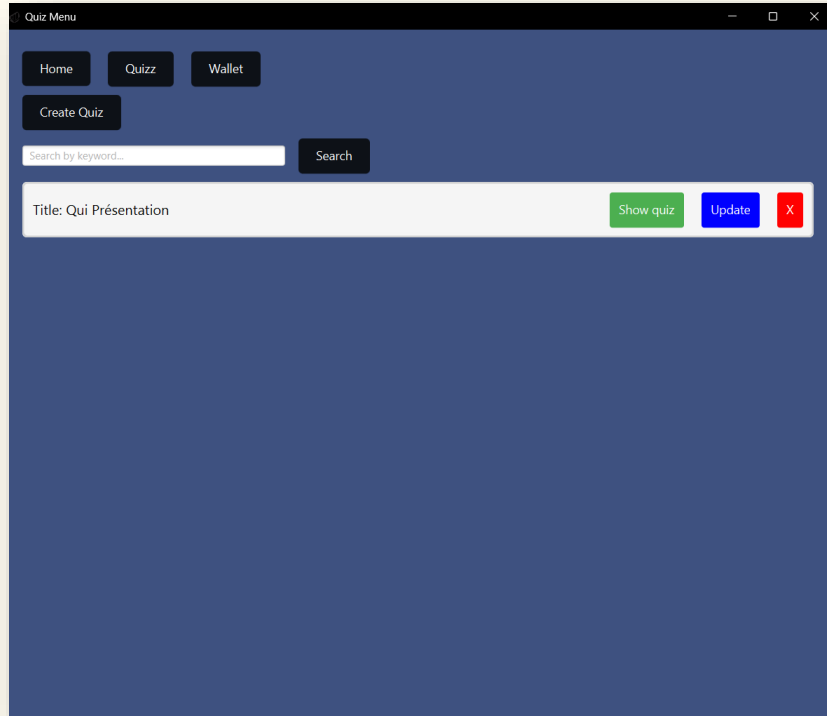 Quiz Menu
Home Quizz Wallet
Create Quiz
Search by keyword... Search
Title: Qui Présentation Show quiz Update X